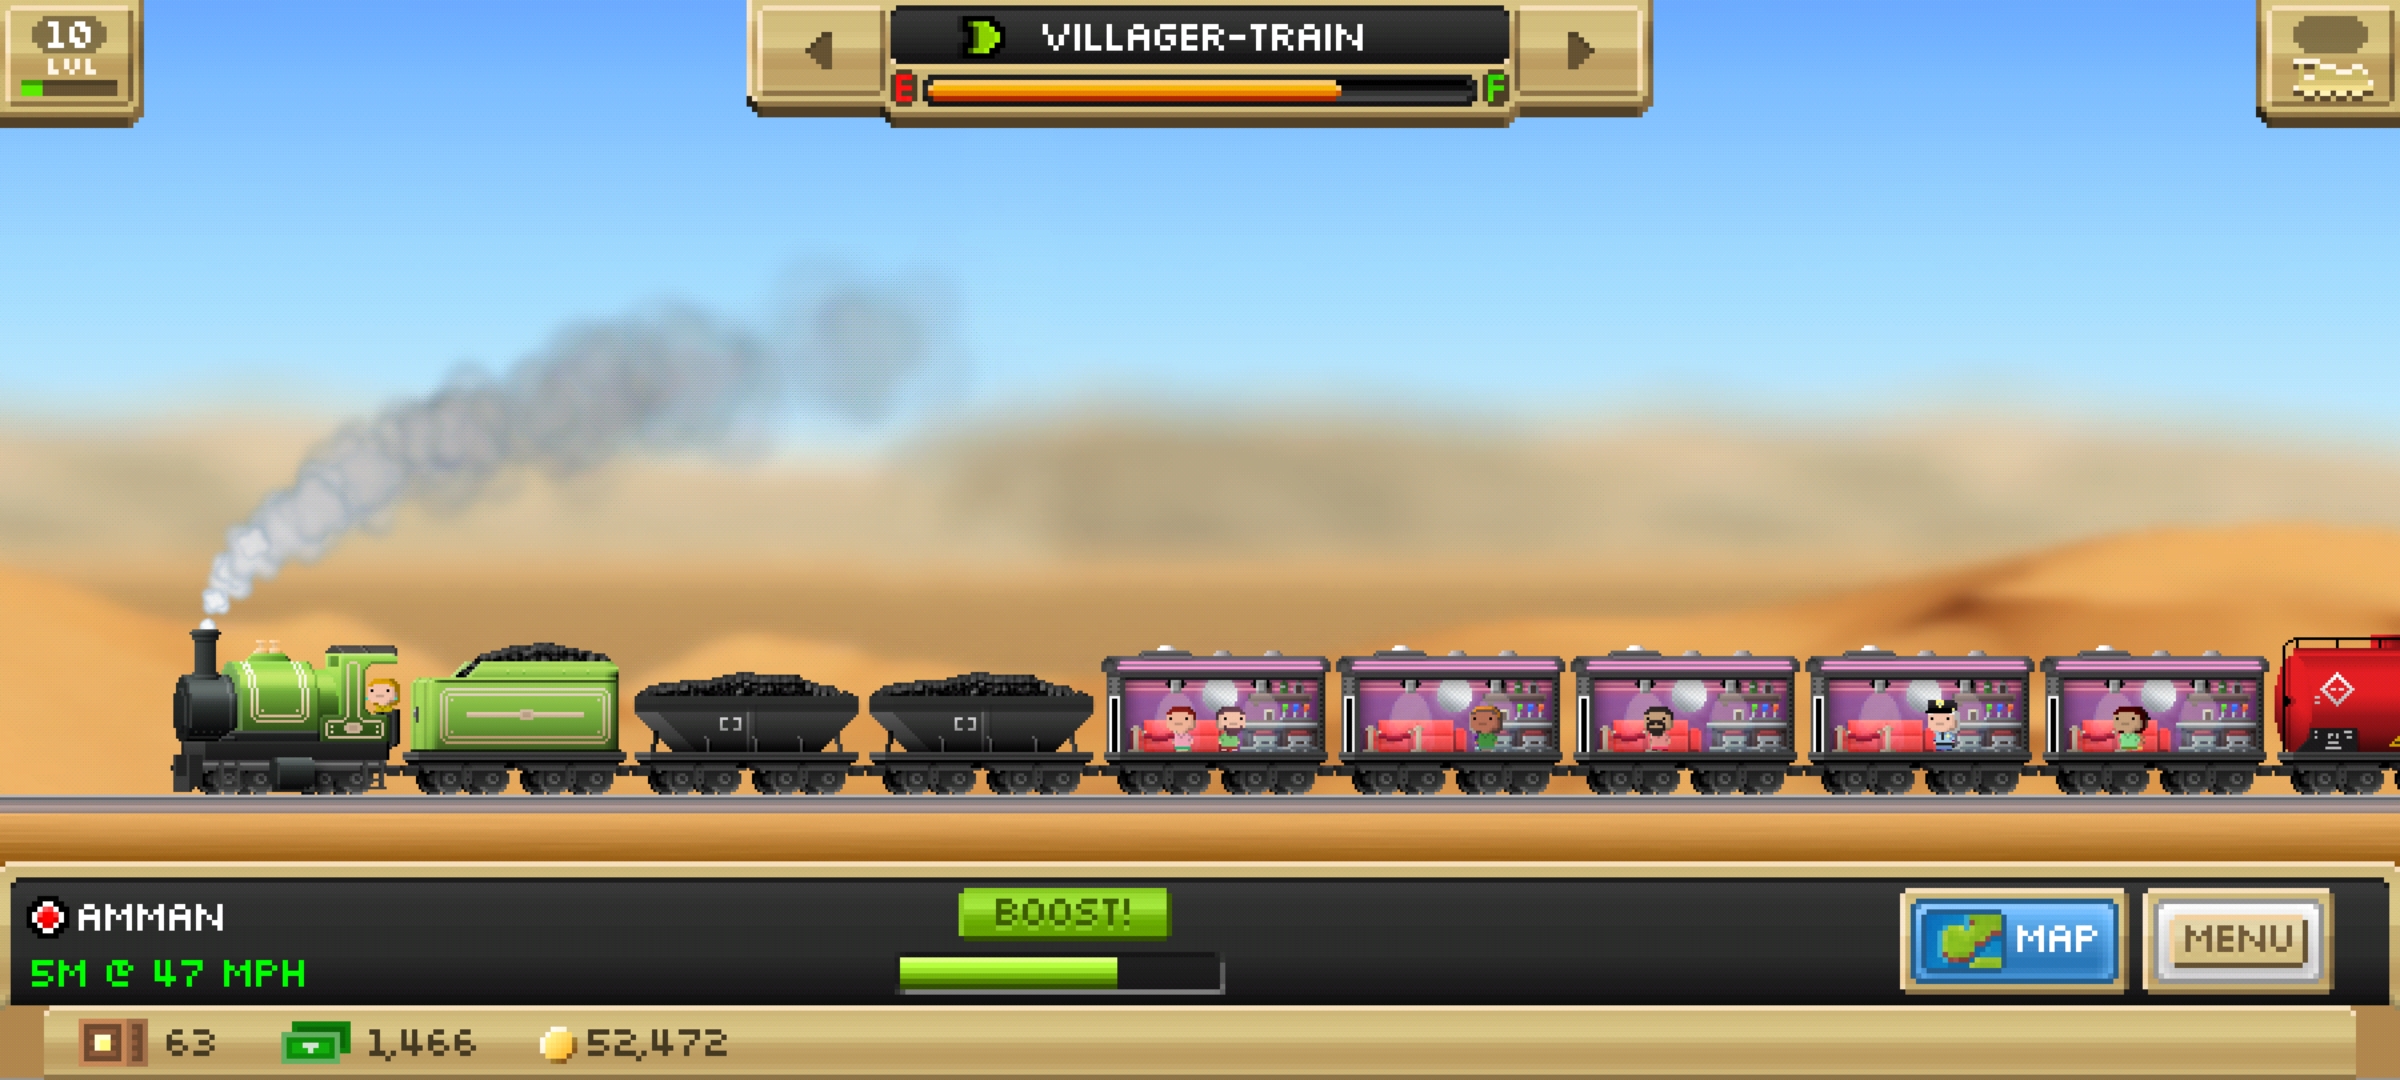 10
LVL
VILLAGER-TRAIN
E F
AMMAN
5M @ 47 MPH
BOOST!
MAP
MENU
63 1,466 52,472